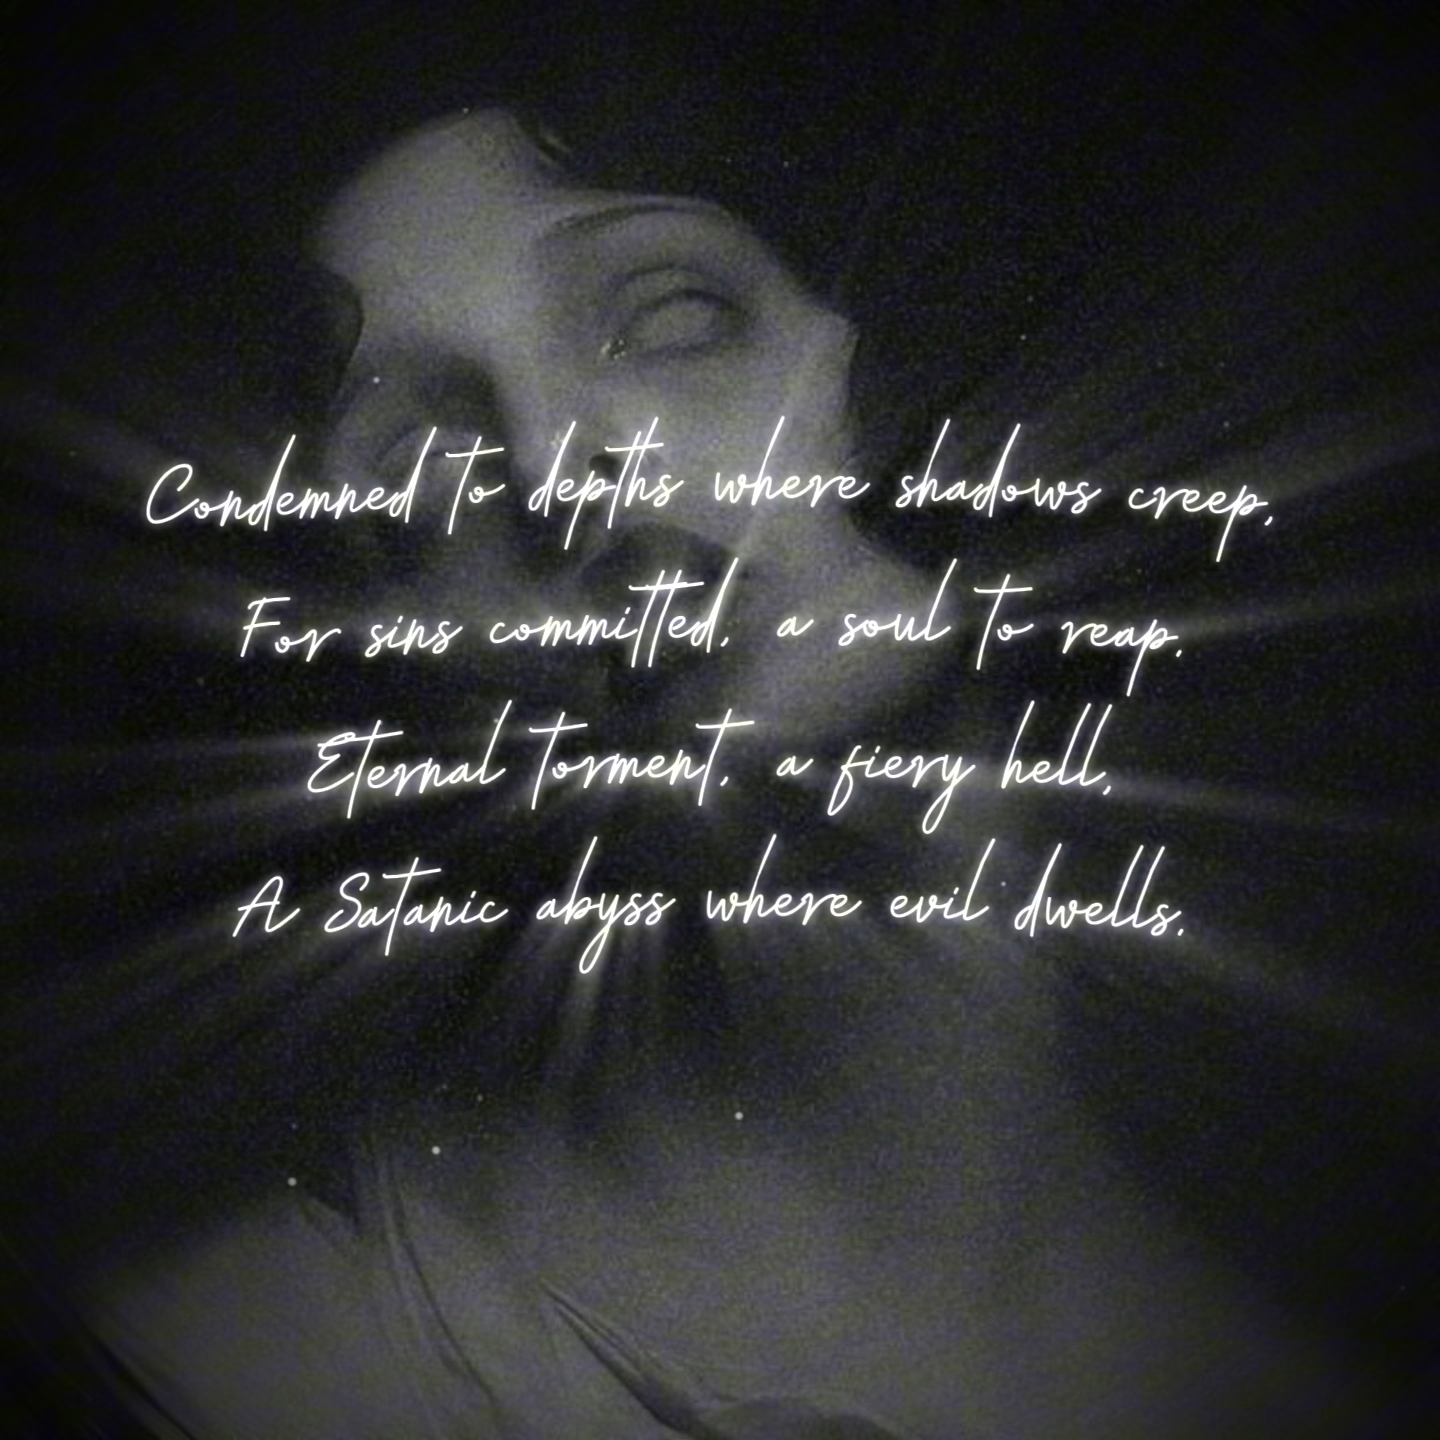 Condemned to depths where shadows creep,
For sins committed, a soul to reap.
Eternal torment, a fiery hell,
A Satanic abyss where evil dwells.